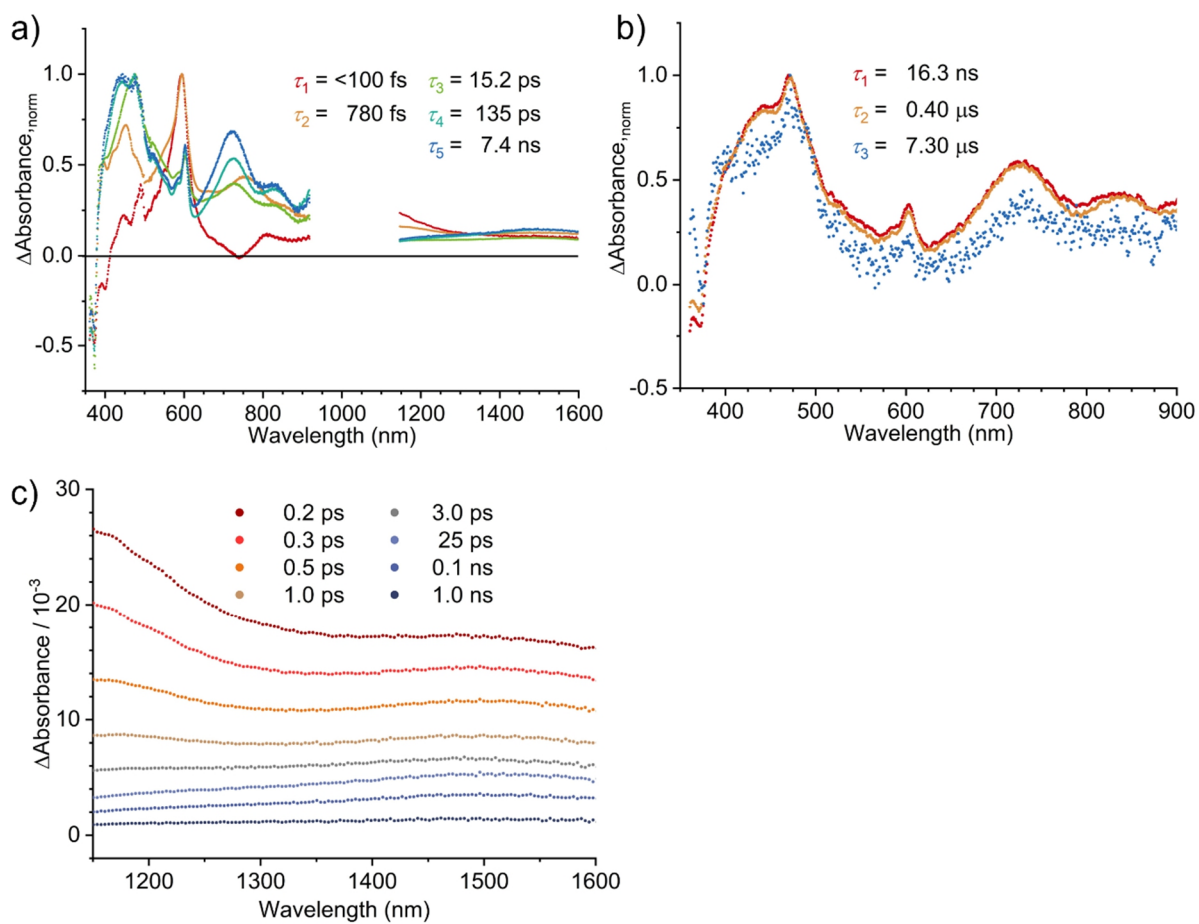 a)
ΔAbsorbance,norm
1.0
0.5
0.0
-0.5
τ1 = <100 fs
τ2 = 780 fs
τ3 = 15.2 ps
τ4 = 135 ps
τ5 = 7.4 ns
400 600 800 1000 1200 1400 1600
Wavelength (nm)
b)
ΔAbsorbance,norm
1.0
0.5
0.0
-0.5
τ1 = 16.3 ns
τ2 = 0.40 μs
τ3 = 7.30 μs
400 500 600 700 800 900
Wavelength (nm)
c)
ΔAbsorbance / 10-3
30
20
10
0
0.2 ps
0.3 ps
0.5 ps
1.0 ps
3.0 ps
25 ps
0.1 ns
1.0 ns
1200 1300 1400 1500 1600
Wavelength (nm)